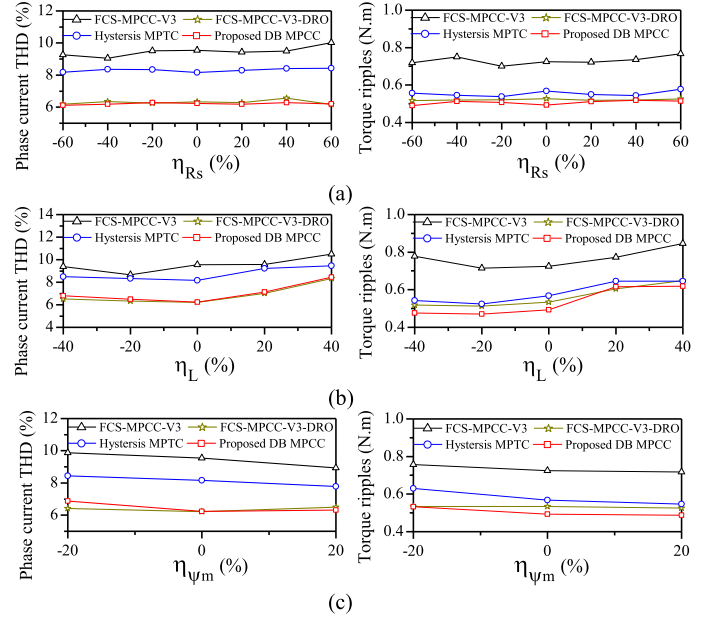 Phase current THD (%)
12
10
8
6
FCS-MPCC-V3
FCS-MPCC-V3-DRO
Hystersis MPTC
Proposed DB MPCC
-60 -40 -20 0 20 40 60
ηRs (%)
Torque ripples (N.m)
1.0
0.8
0.6
0.4
FCS-MPCC-V3
FCS-MPCC-V3-DRO
Hystersis MPTC
Proposed DB MPCC
-60 -40 -20 0 20 40 60
ηRs (%)
(a)
Phase current THD (%)
14
12
10
8
6
4
FCS-MPCC-V3
FCS-MPCC-V3-DRO
Hystersis MPTC
Proposed DB MPCC
-40 -20 0 20 40
ηL (%)
Torque ripples (N.m)
1.0
0.8
0.6
0.4
FCS-MPCC-V3
FCS-MPCC-V3-DRO
Hystersis MPTC
Proposed DB MPCC
-40 -20 0 20 40
ηL (%)
(b)
Phase current THD (%)
12
10
8
6
FCS-MPCC-V3
FCS-MPCC-V3-DRO
Hystersis MPTC
Proposed DB MPCC
-20 0 20
ηψm (%)
Torque ripples (N.m)
1.0
0.8
0.6
0.4
FCS-MPCC-V3
FCS-MPCC-V3-DRO
Hystersis MPTC
Proposed DB MPCC
-20 0 20
ηψm (%)
(c)